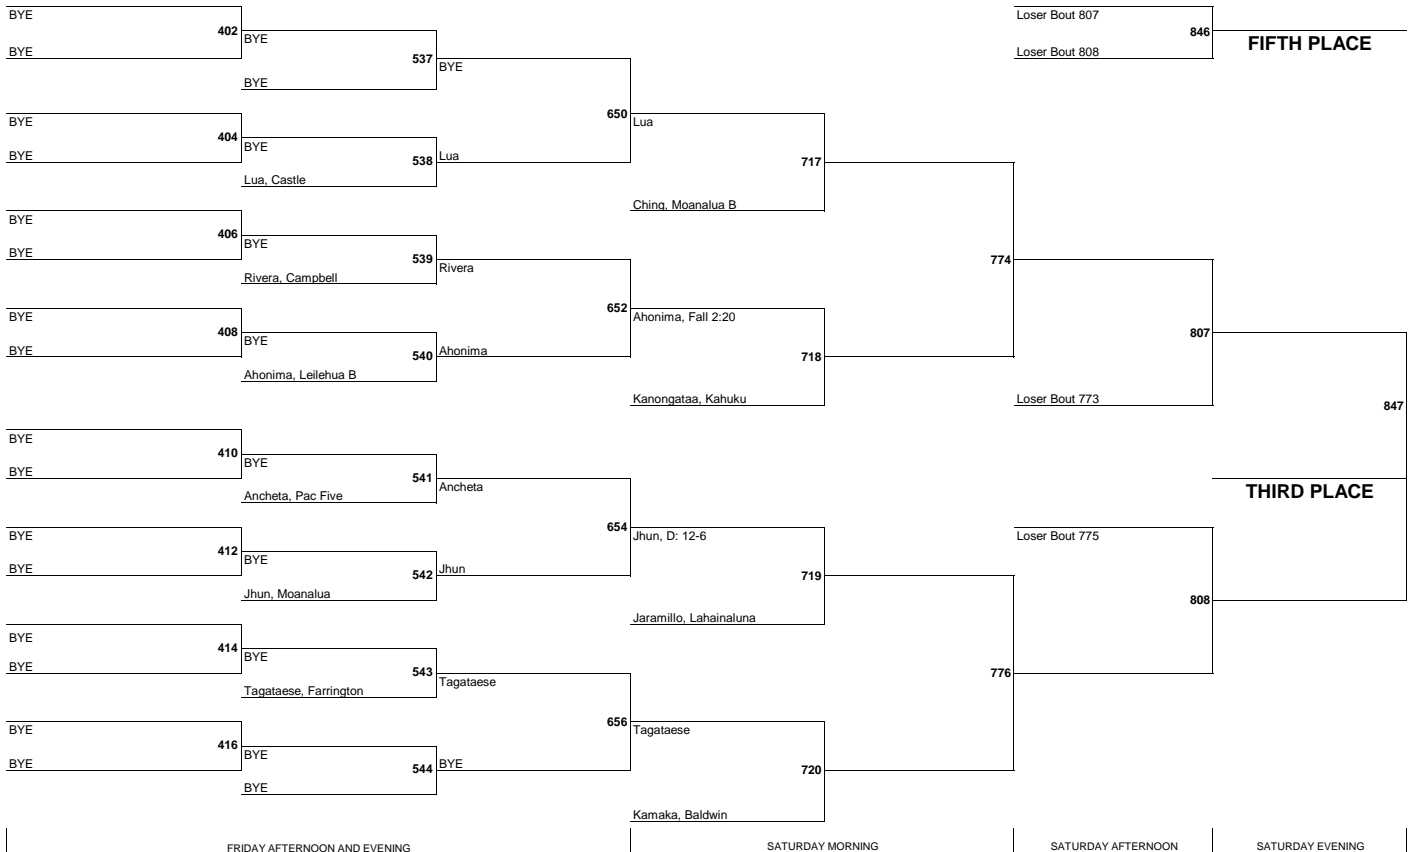 BYE
402
BYE
BYE
537
BYE
BYE
BYE
404
BYE
BYE
538
Lua
Lua, Castle
650
Lua
717
Ching, Moanalua B
BYE
406
BYE
BYE
539
Rivera
Rivera, Campbell
BYE
408
BYE
BYE
540
Ahonima
Ahonima, Leilehua B
652
Ahonima, Fall 2:20
718
Kanongataa, Kahuku
774
BYE
410
BYE
BYE
541
Ancheta
Ancheta, Pac Five
BYE
412
BYE
BYE
542
Jhun
Jhun, Moanalua
654
Jhun, D: 12-6
719
Jaramillo, Lahainaluna
BYE
414
BYE
BYE
543
Tagataese
Tagataese, Farrington
BYE
416
BYE
BYE
544
BYE
BYE
656
Tagataese
720
Kamaka, Baldwin
776
Loser Bout 807
846
Loser Bout 808
FIFTH PLACE
807
Loser Bout 773
847
THIRD PLACE
Loser Bout 775
808
FRIDAY AFTERNOON AND EVENING
SATURDAY MORNING
SATURDAY AFTERNOON
SATURDAY EVENING